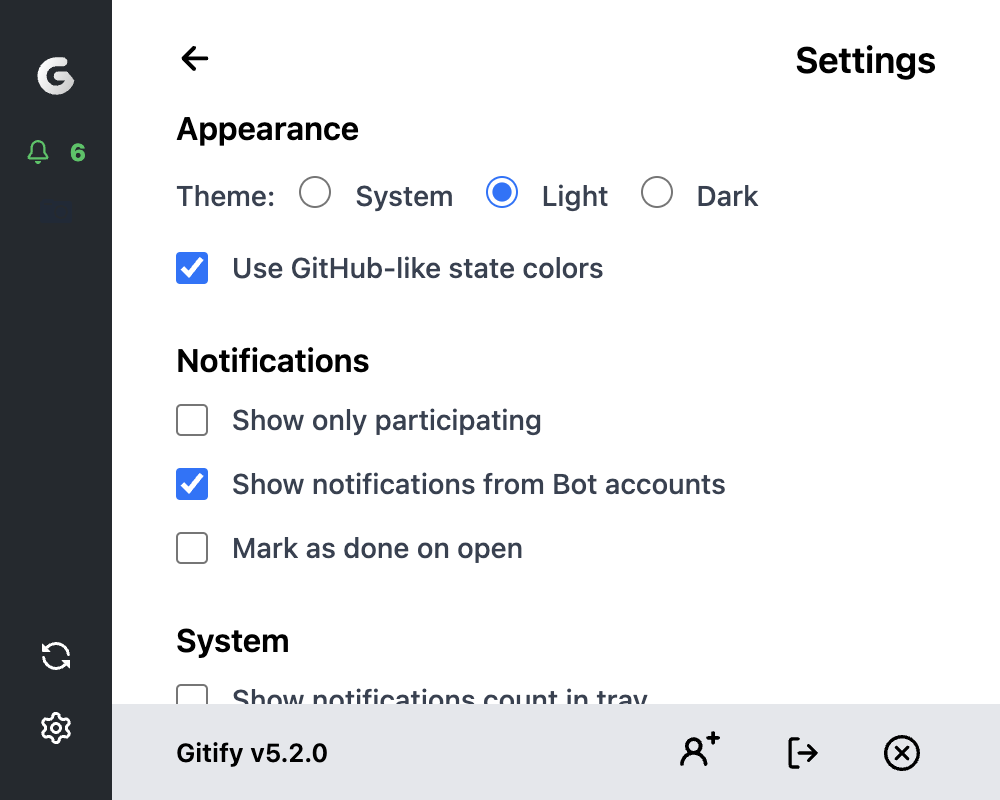 Settings
6
Appearance
Theme: System Light Dark
Use GitHub-like state colors
Notifications
Show only participating
Show notifications from Bot accounts
Mark as done on open
System
Show notifications count in tray
Gitify v5.2.0